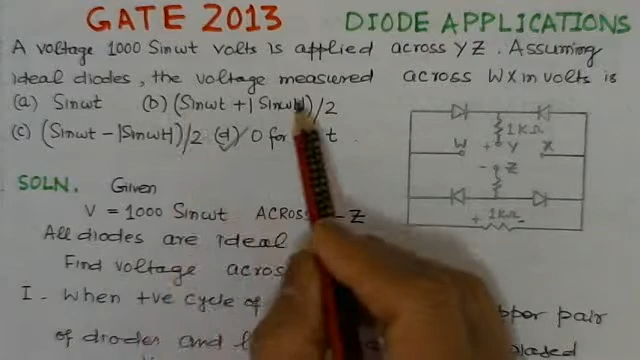 GATE 2013 DIODE APPLICATIONS
A voltage 1000 Sinωt volts is applied across YZ. Assuming
ideal diodes, the voltage measured across WX in volts is
(a) Sinωt (b) (Sinωt + |Sinωt|)/2
(c) (Sinωt - |Sinωt|)/2 (d) 0 for t
1KΩ
W + Y X
- Z
+ 1KΩ -
SOLN. Given
V = 1000 Sinωt ACROSS - Z
All diodes are ideal
Find voltage
I. When +ve cycle of pair
of diodes and